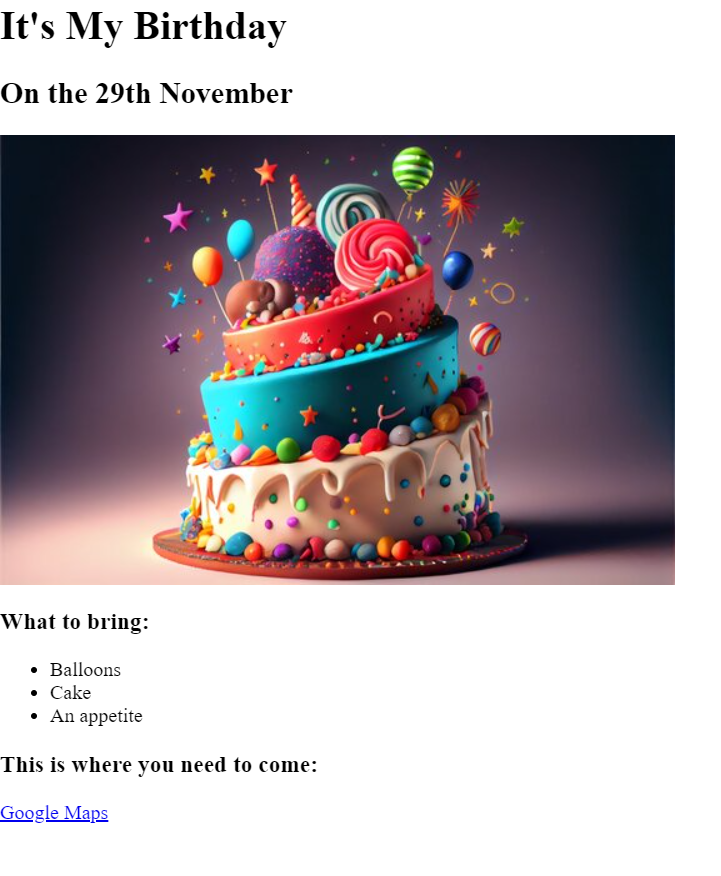 It's My Birthday
On the 29th November
What to bring:
Balloons
Cake
An appetite
This is where you need to come:
Google Maps